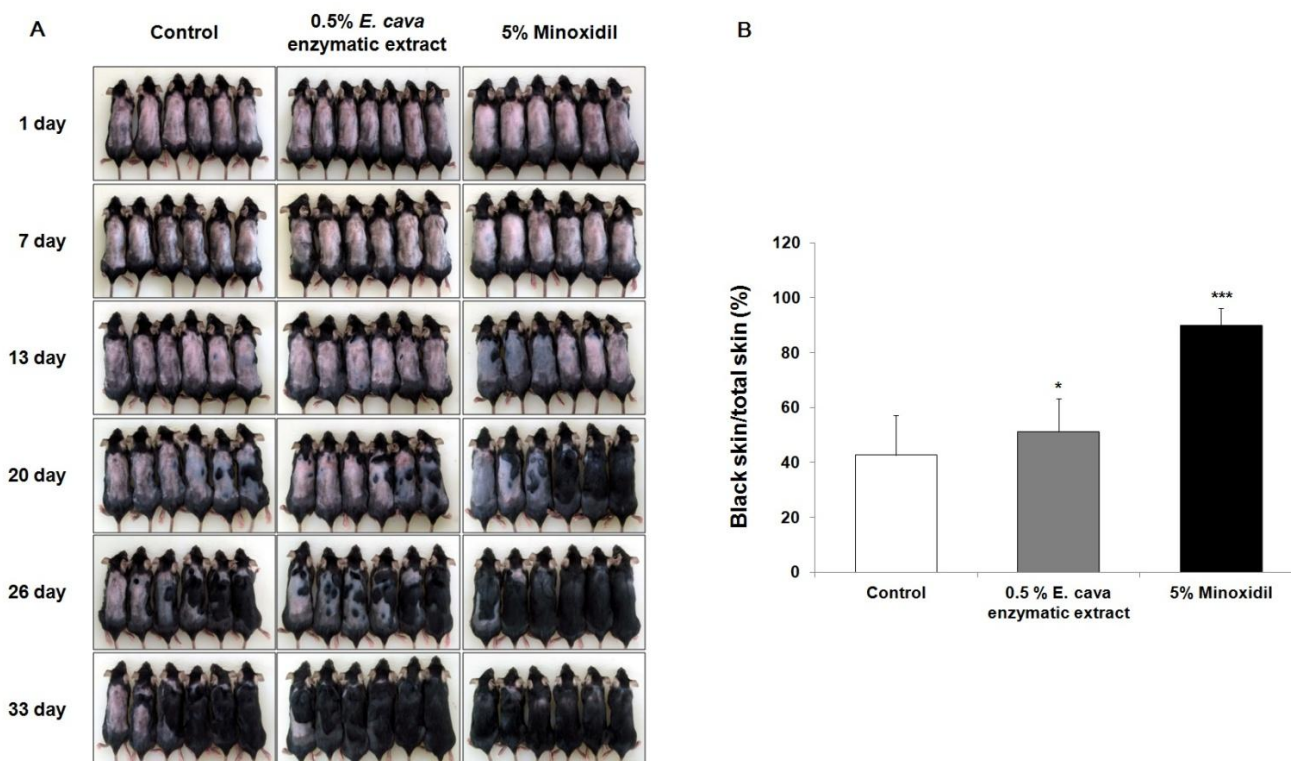 A
Control
0.5% E. cava
enzymatic extract
5% Minoxidil
1 day
7 day
13 day
20 day
26 day
33 day
B
Black skin/total skin (%)
120
100
80
60
40
20
0
*
***
Control
0.5 % E. cava
enzymatic extract
5% Minoxidil